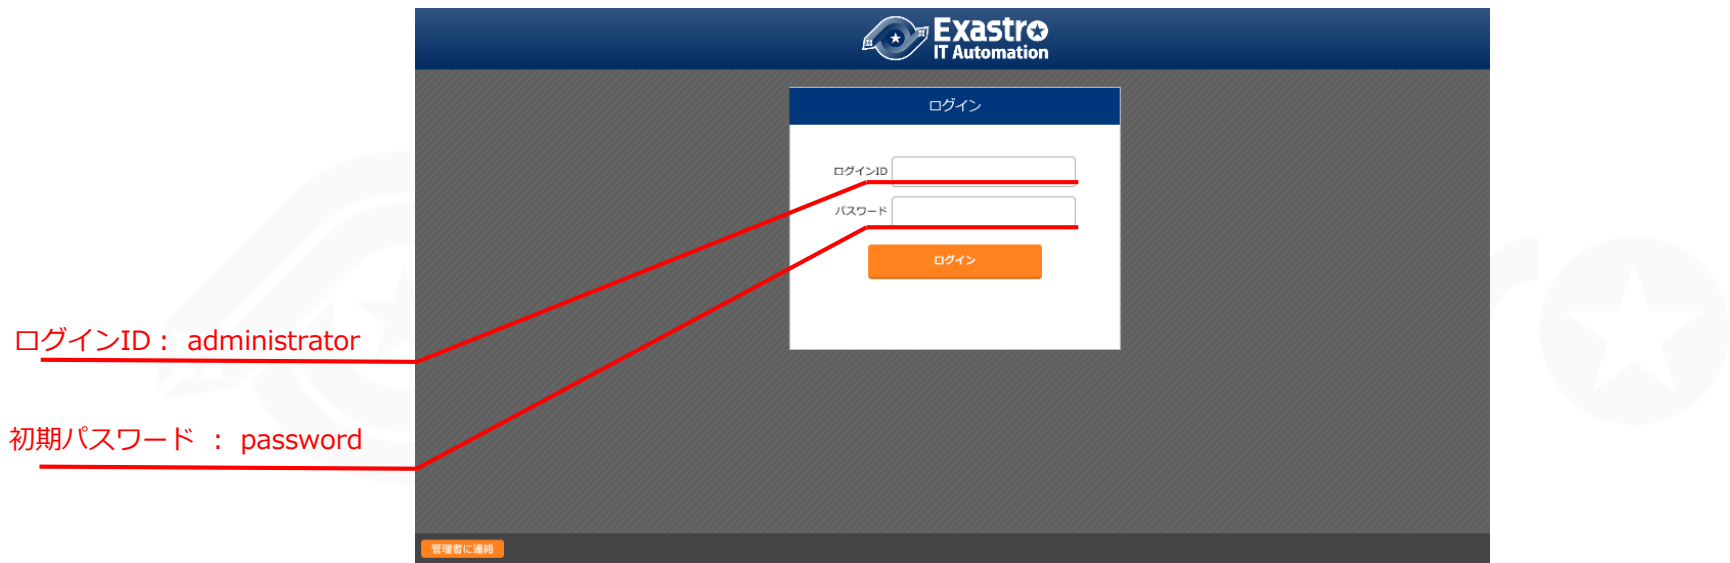 Exastro
IT Automation
ログイン
ログインID
パスワード
ログイン
ログインID： administrator
初期パスワード ： password
管理者に連絡